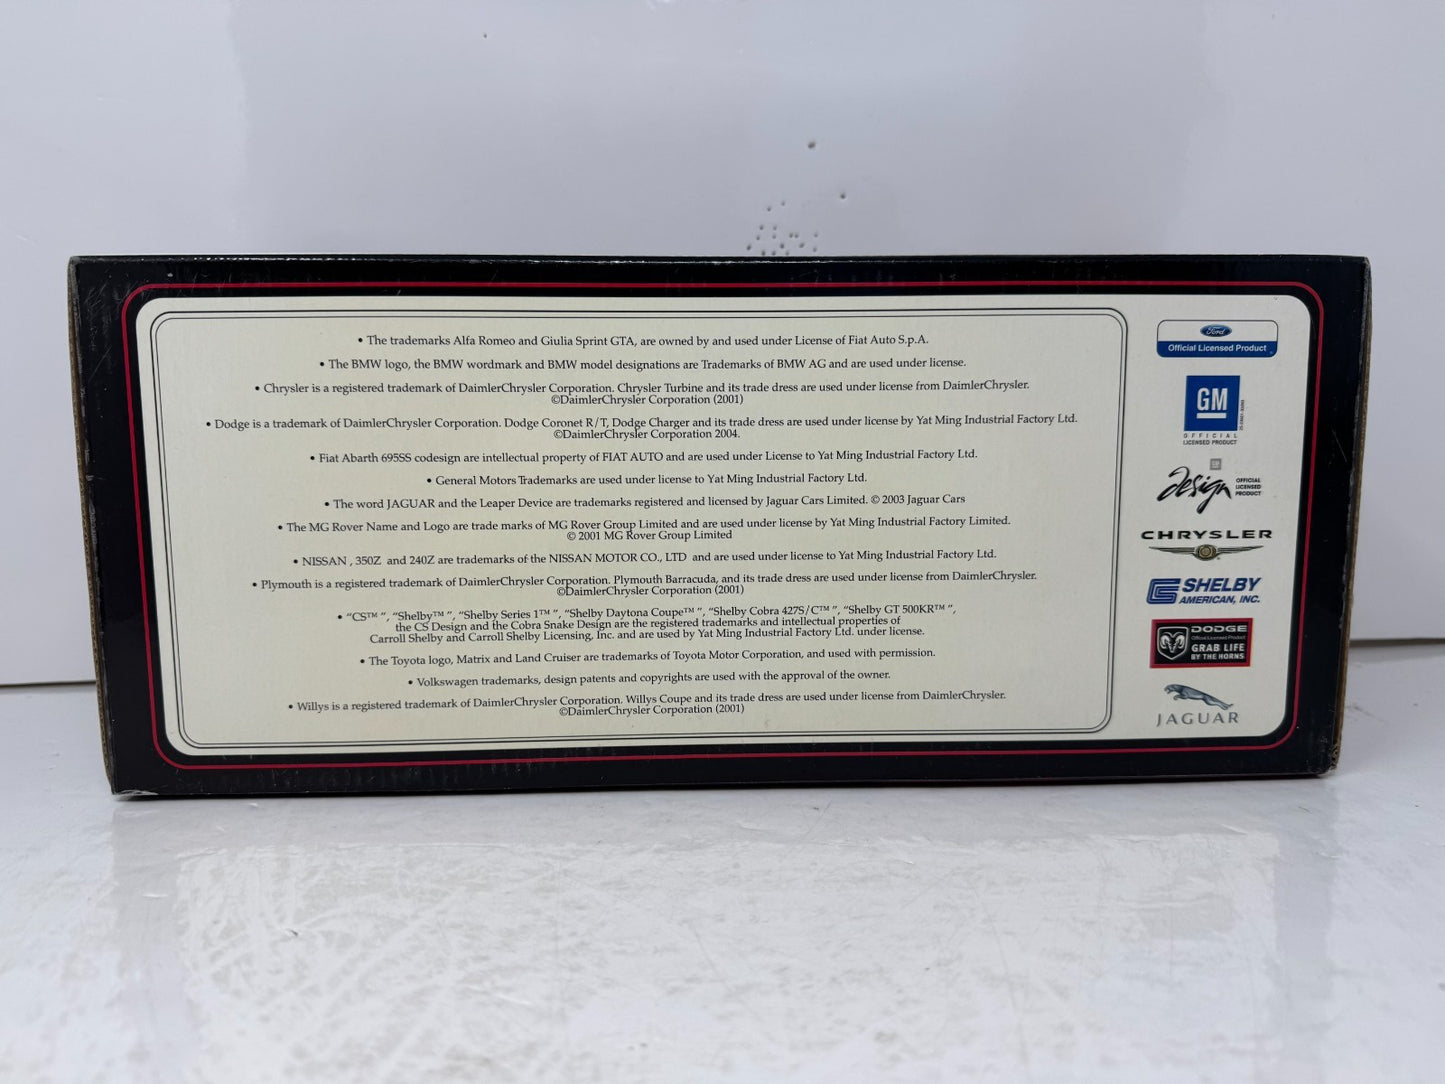 • The trademarks Alfa Romeo and Giulia Sprint GTA, are owned by and used under License of Fiat Auto S.p.A.
• The BMW logo, the BMW wordmark and BMW model designations are Trademarks of BMW AG and are used under license.
• Chrysler is a registered trademark of DaimlerChrysler Corporation. Chrysler Turbine and its trade dress are used under license from DaimlerChrysler.
©DaimlerChrysler Corporation (2001)
• Dodge is a trademark of DaimlerChrysler Corporation. Dodge Coronet R/T, Dodge Charger and its trade dress are used under license by Yat Ming Industrial Factory Ltd.
©DaimlerChrysler Corporation 2004.
• Fiat Abarth 695SS codesign are intellectual property of FIAT AUTO and are used under License to Yat Ming Industrial Factory Ltd.
• General Motors Trademarks are used under license to Yat Ming Industrial Factory Ltd.
• The word JAGUAR and the Leaper Device are trademarks registered and licensed by Jaguar Cars Limited. © 2003 Jaguar Cars
• The MG Rover Name and Logo are trade marks of MG Rover Group Limited and are used under license by Yat Ming Industrial Factory Limited.
© 2001 MG Rover Group Limited
• NISSAN , 350Z and 240Z are trademarks of the NISSAN MOTOR CO., LTD and are used under license to Yat Ming Industrial Factory Ltd.
• Plymouth is a registered trademark of DaimlerChrysler Corporation. Plymouth Barracuda, and its trade dress are used under license from DaimlerChrysler.
©DaimlerChrysler Corporation (2001)
• "CS™ ", "Shelby™ ", "Shelby Series 1™ ", "Shelby Daytona Coupe™ ", "Shelby Cobra 427S/C™ ", "Shelby GT 500KR™ ",
the CS Design and the Cobra Snake Design are the registered trademarks and intellectual properties of
Carroll Shelby and Carroll Shelby Licensing, Inc. and are used by Yat Ming Industrial Factory Ltd. under license.
• The Toyota logo, Matrix and Land Cruiser are trademarks of Toyota Motor Corporation, and used with permission.
• Volkswagen trademarks, design patents and copyrights are used with the approval of the owner.
• Willys is a registered trademark of DaimlerChrysler Corporation. Willys Coupe and its trade dress are used under license from DaimlerChrysler.
©DaimlerChrysler Corporation (2001)
Ford
Official Licensed Product
GM
OFFICIAL
LICENSED PRODUCT
GM
Design
OFFICIAL
LICENSED
PRODUCT
CHRYSLER
CS SHELBY
AMERICAN, INC.
DODGE
Official Licensed Product
GRAB LIFE
BY THE HORNS
JAGUAR